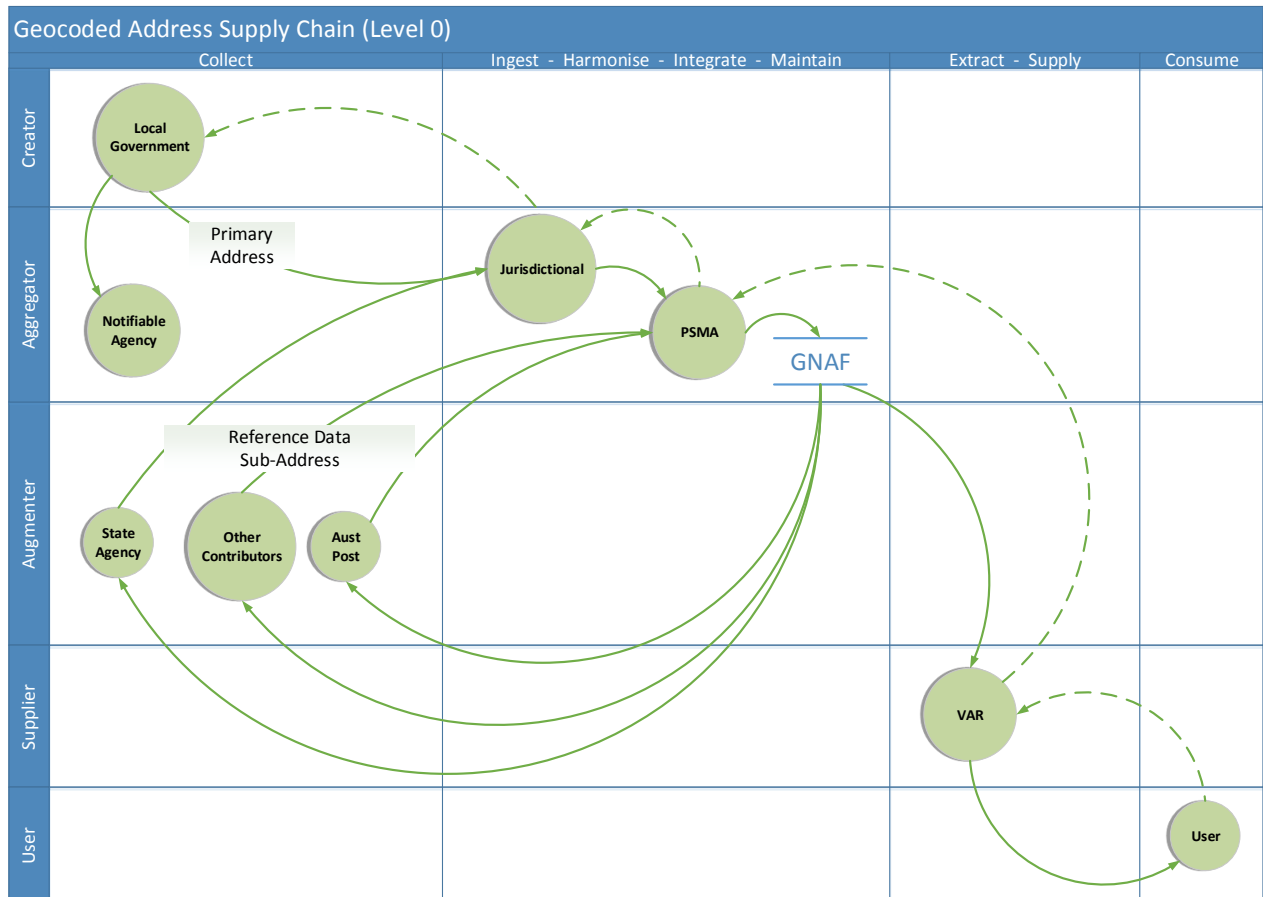 Geocoded Address Supply Chain (Level 0)
Collect
Ingest - Harmonise - Integrate - Maintain
Extract - Supply
Consume
Creator
Local
Government
Aggregator
Primary
Address
Jurisdictional
Notifiable
Agency
PSMA
GNAF
Augmenter
Reference Data
Sub-Address
State
Agency
Other
Contributors
Aust
Post
Supplier
VAR
User
User